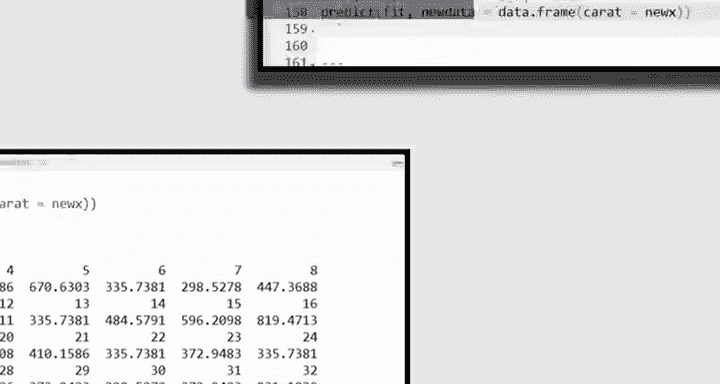 158 predict(fit, newdata = data.frame(carat = newx))
159
160
161 ---
arat = newx))
4 5 6 7 8
86 670.6303 335.7381 298.5278 447.3688
12 13 14 15 16
11 335.7381 484.5791 596.2098 819.4713
20 21 22 23 24
08 410.1586 335.7381 372.9483 335.7381
28 29 30 31 32